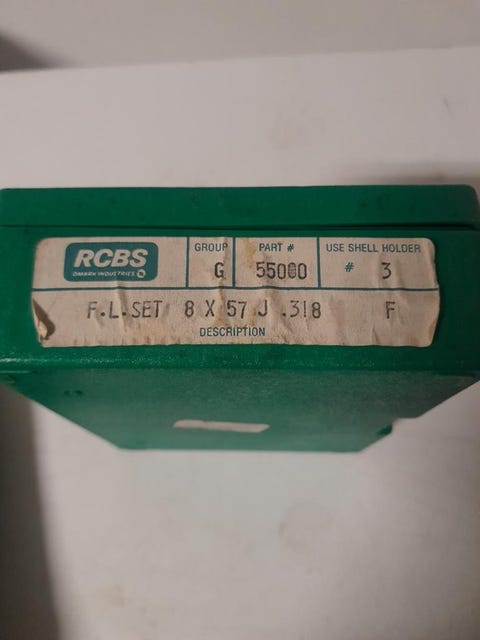 RCBS
OMARK INDUSTRIES
GROUP PART # USE SHELL HOLDER
G 55000 # 3
F.L.SET 8 X 57 J .318 F
DESCRIPTION